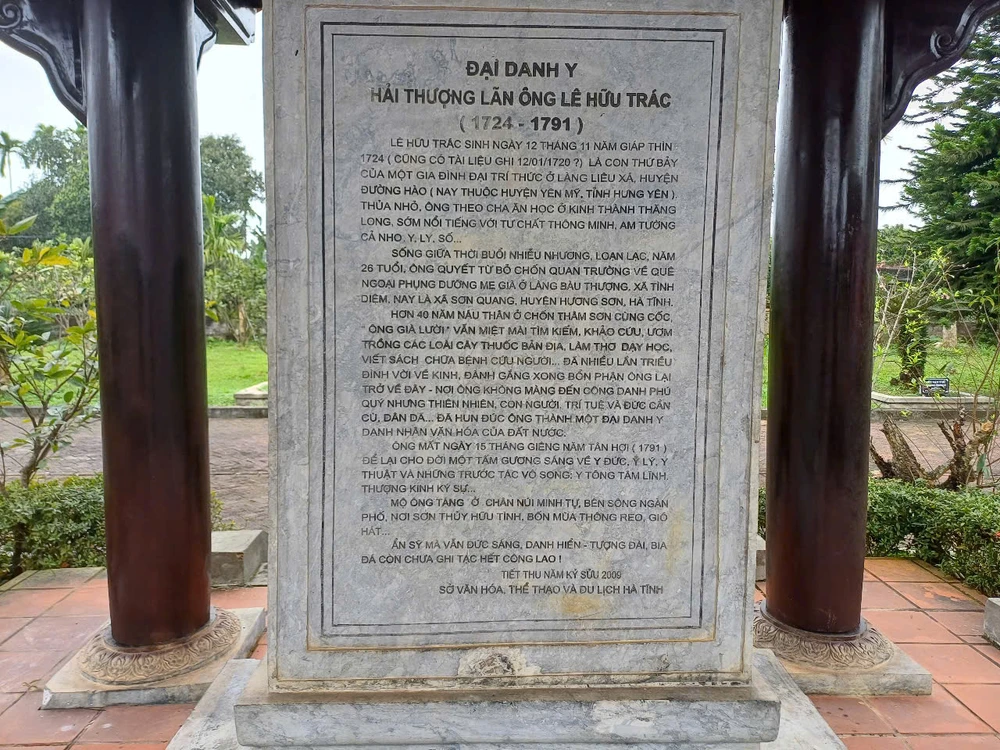 ĐẠI DANH Y
HẢI THƯỢNG LÃN ÔNG LÊ HỮU TRÁC
( 1724 - 1791 )
LÊ HỮU TRÁC SINH NGÀY 12 THÁNG 11 NĂM GIÁP THÌN
1724 ( CŨNG CÓ TÀI LIỆU GHI 12/01/1720 ?) LÀ CON THỨ BẢY
CỦA MỘT GIA ĐÌNH ĐẠI TRÍ THỨC Ở LÀNG LIÊU XÁ, HUYỆN
ĐƯỜNG HÀO ( NAY THUỘC HUYỆN YÊN MỸ, TỈNH HƯNG YÊN).
THỦA NHỎ, ÔNG THEO CHA ĂN HỌC Ở KINH THÀNH THĂNG
LONG, SỚM NỔI TIẾNG VỚI TƯ CHẤT THÔNG MINH, AM TƯỜNG
CẢ NHO, Y, LÝ, SỐ...
SỐNG GIỮA THỜI BUỔI NHIỄU NHƯƠNG, LOẠN LẠC, NĂM
26 TUỔI, ÔNG QUYẾT TỪ BỎ CHỐN QUAN TRƯỜNG VỀ QUÊ
NGOẠI PHỤNG DƯỠNG MẸ GIÀ Ở LÀNG BÀU THƯỢNG, XÃ TÌNH
DIỆM, NAY LÀ XÃ SƠN QUANG, HUYỆN HƯƠNG SƠN, HÀ TĨNH.
HƠN 40 NĂM NÁU THÂN Ở CHỐN THÂM SƠN CÙNG CỐC,
" ÔNG GIÀ LƯỜI" VẪN MIỆT MÀI TÌM KIẾM, KHẢO CỨU, ƯƠM
TRỒNG CÁC LOÀI CÂY THUỐC BẢN ĐỊA, LÀM THƠ DẠY HỌC,
VIẾT SÁCH CHỮA BỆNH CỨU NGƯỜI... ĐÃ NHIỀU LẦN TRIỀU
ĐÌNH VỜI VỀ KINH, ĐÀNH GẮNG XONG BỔN PHẬN ÔNG LẠI
TRỞ VỀ ĐÂY - NƠI ÔNG KHÔNG MÀNG ĐẾN CÔNG DANH PHÚ
QUÝ NHƯNG THIÊN NHIÊN, CON NGƯỜI, TRÍ TUỆ VÀ ĐỨC CẦN
CÙ, DÂN DÃ... ĐÃ HUN ĐÚC ÔNG THÀNH MỘT ĐẠI DANH Y
DANH NHÂN VĂN HÓA CỦA ĐẤT NƯỚC.
ÔNG MẤT NGÀY 15 THÁNG GIÊNG NĂM TÂN HỢI ( 1791 )
ĐỂ LẠI CHO ĐỜI MỘT TẤM GƯƠNG SÁNG VỀ Y ĐỨC, Y LÝ, Y
THUẬT VÀ NHỮNG TRƯỚC TÁC VÔ SONG: Y TÔNG TÂM LĨNH,
THƯỢNG KINH KÝ SỰ...
MỘ ÔNG TÁNG Ở CHÂN NÚI MINH TỰ, BÊN SÔNG NGÀN
PHỐ, NƠI SƠN THỦY HỮU TÌNH, BỐN MÙA THÔNG REO, GIÓ
HÁT...
ẨN SỸ MÀ VẪN ĐỨC SÁNG, DANH HIỂN - TƯỢNG ĐÀI, BIA
ĐÁ CÒN CHƯA GHI TẠC HẾT CÔNG LAO !
TIẾT THU NĂM KỶ SỬU 2009
SỞ VĂN HÓA, THỂ THAO VÀ DU LỊCH HÀ TĨNH